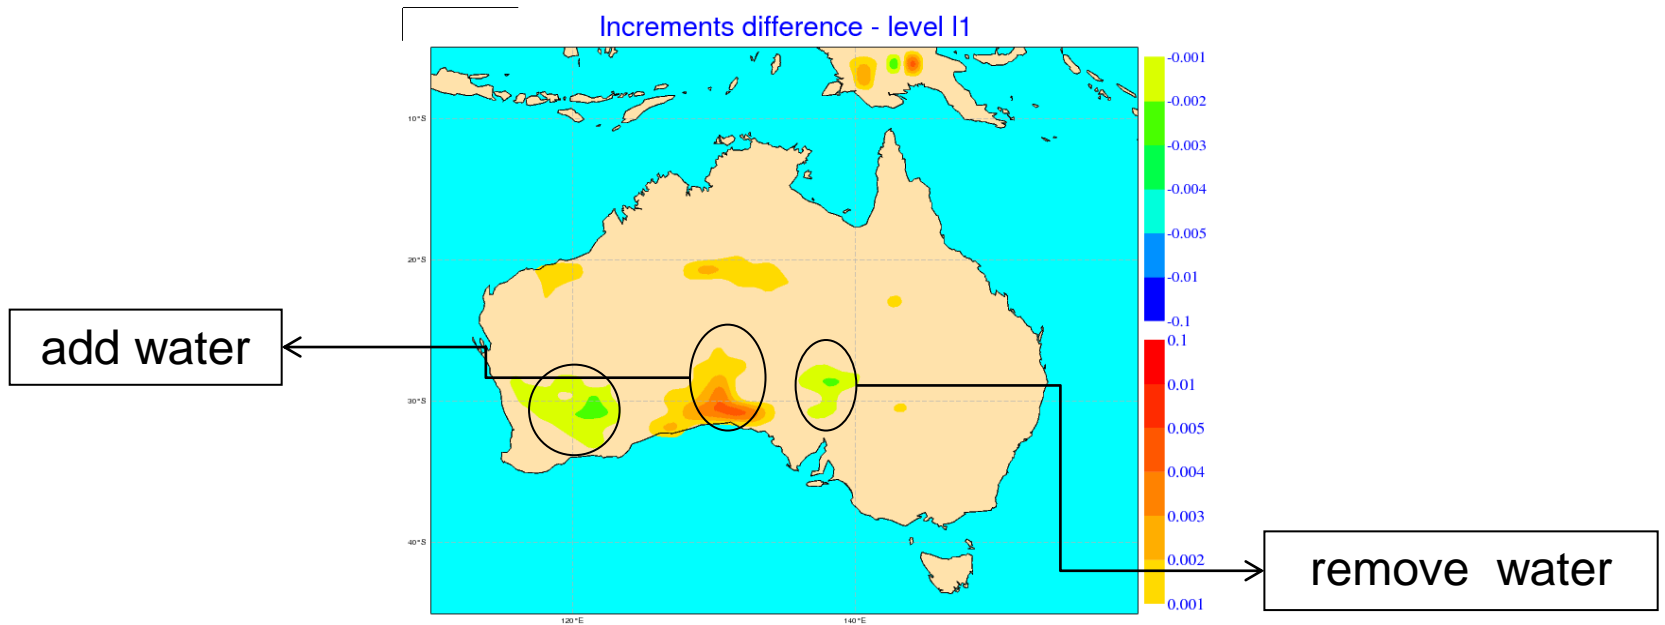 Increments difference - level l1
-0.001
-0.002
-0.003
-0.004
-0.005
-0.01
-0.1
0.1
0.01
0.005
0.004
0.003
0.002
0.001
10°S
20°S
30°S
40°S
120°E
140°E
add water
remove water